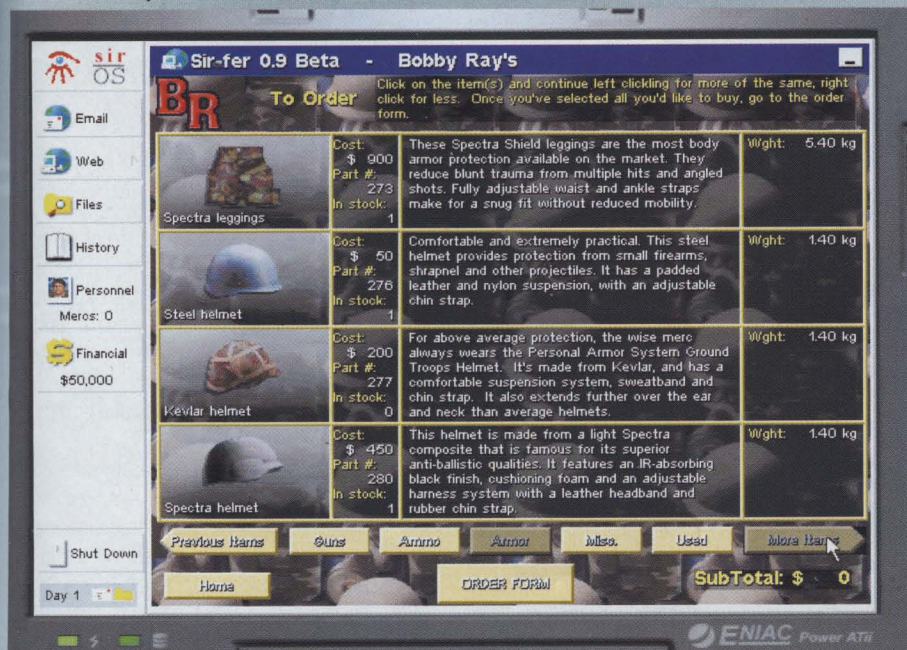 sir
OS
Email
Web
Files
History
Personnel
Mercs: 0
Financial
$50,000
Shut Down
Day 1
Sir-fer 0.9 Beta - Bobby Ray's
BR
To Order
Click on the item(s) and continue left clickling for more of the same, right
click for less. Once you've selected all you'd like to buy, go to the order
form.
Spectra leggings
Cost:
$ 900
Part #:
273
In stock:
1
These Spectra Shield leggings are the most body
armor protection available on the market. They
reduce blunt trauma from multiple hits and angled
shots. Fully adjustable waist and ankle straps
make for a snug fit without reduced mobility.
Wght: 5.40 kg
Steel helmet
Cost:
$ 50
Part #:
276
In stock:
1
Comfortable and extremely practical. This steel
helmet provides protection from small firearms,
shrapnel and other projectiles. It has a padded
leather and nylon suspension, with an adjustable
chin strap.
Wght: 1.40 kg
Kevlar helmet
Cost:
$ 200
Part #:
277
In stock:
0
For above average protection, the wise merc
always wears the Personal Armor System Ground
Troops Helmet. It's made from Kevlar, and has a
comfortable suspension system, sweatband and
chin strap. It also extends further over the ear
and neck than average helmets.
Wght: 1.40 kg
Spectra helmet
Cost:
$ 450
Part #:
280
In stock:
1
This helmet is made from a light Spectra
composite that is famous for its superior
anti-ballistic qualities. It features an IR-absorbing
black finish, cushioning foam and an adjustable
harness system with a leather headband and
rubber chin strap.
Wght: 1.40 kg
Previous Items Guns Ammo Armor Misc. Used More Items
Home ORDER FORM SubTotal: $ 0
ENIAC Power ATii